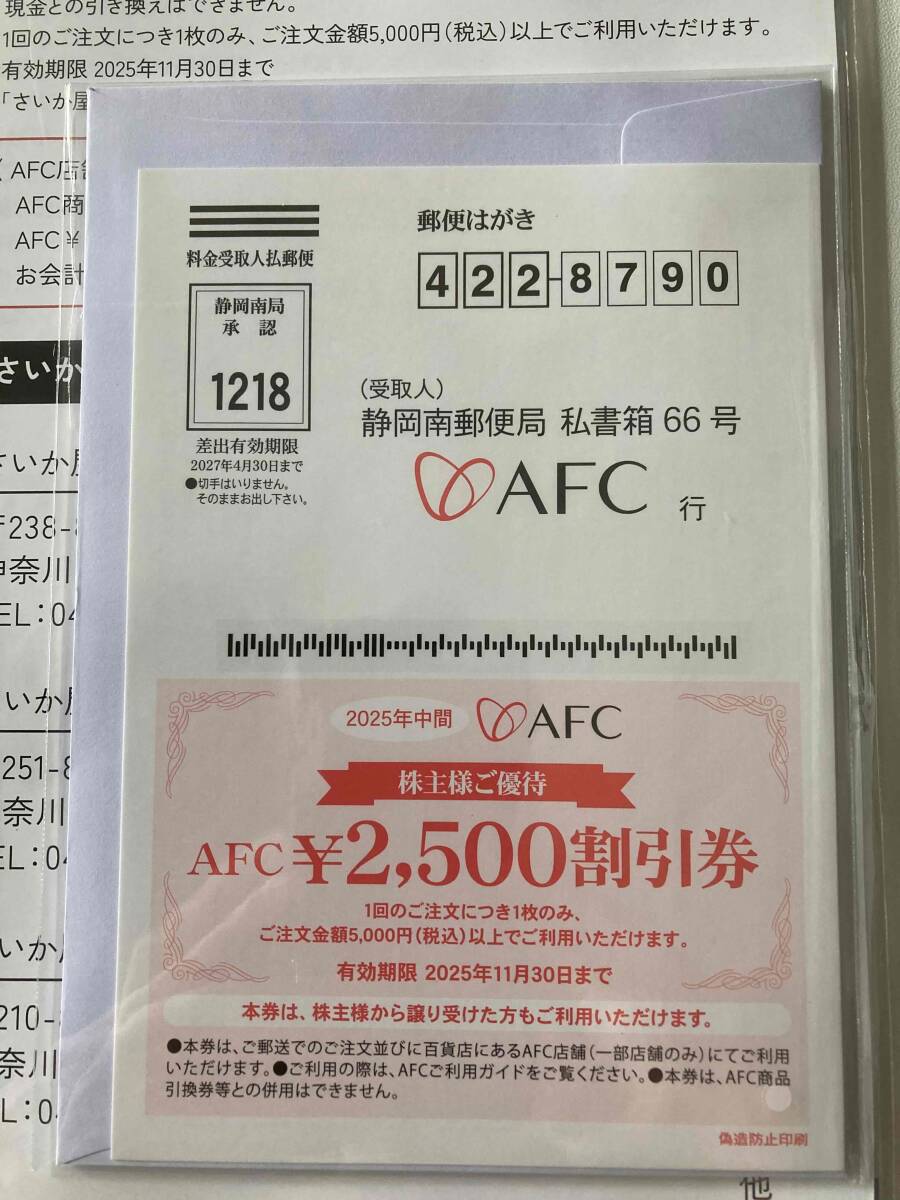 現金との引き換えはできません。
1回のご注文につき1枚のみ、ご注文金額5,000円(税込)以上でご利用いただけます。
有効期限 2025年11月30日まで
「さいか屋
AFC店
AFC商
AFC¥
お会計
さいか
さいか屋
〒238-8
神奈川
TEL:04
さいか屋
251-8
奈川
EL:04
いか
210-
奈川
L:04
他
郵便はがき
料金受取人払郵便
422-8790
静岡南局
承 認
1218
差出有効期限
2027年4月30日まで
●切手はいりません。
そのままお出し下さい。
(受取人)
静岡南郵便局 私書箱 66 号
AFC 行
2025年中間 AFC
株主様ご優待
AFC ¥2,500割引券
1回のご注文につき1枚のみ、
ご注文金額5,000円(税込)以上でご利用いただけます。
有効期限 2025年11月30日まで
本券は、株主様から譲り受けた方もご利用いただけます。
●本券は、ご郵送でのご注文並びに百貨店にあるAFC店舗(一部店舗のみ)にてご利用
いただけます。●ご利用の際は、AFCご利用ガイドをご覧ください。●本券は、AFC商品
引換券等との併用はできません。
偽造防止印刷